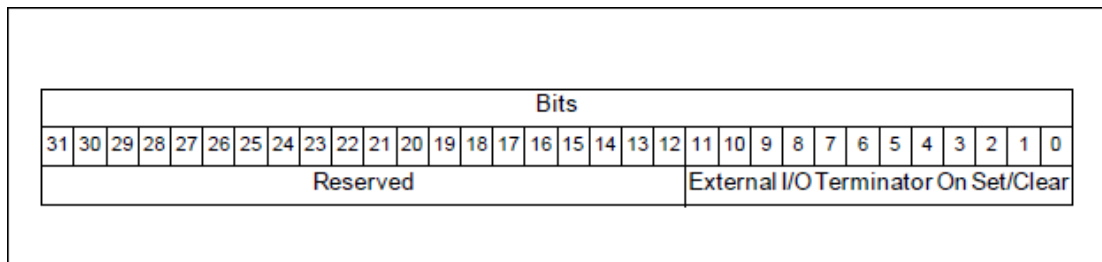 Bits
31 30 29 28 27 26 25 24 23 22 21 20 19 18 17 16 15 14 13 12 11 10 9 8 7 6 5 4 3 2 1 0
Reserved External I/O Terminator On Set/Clear